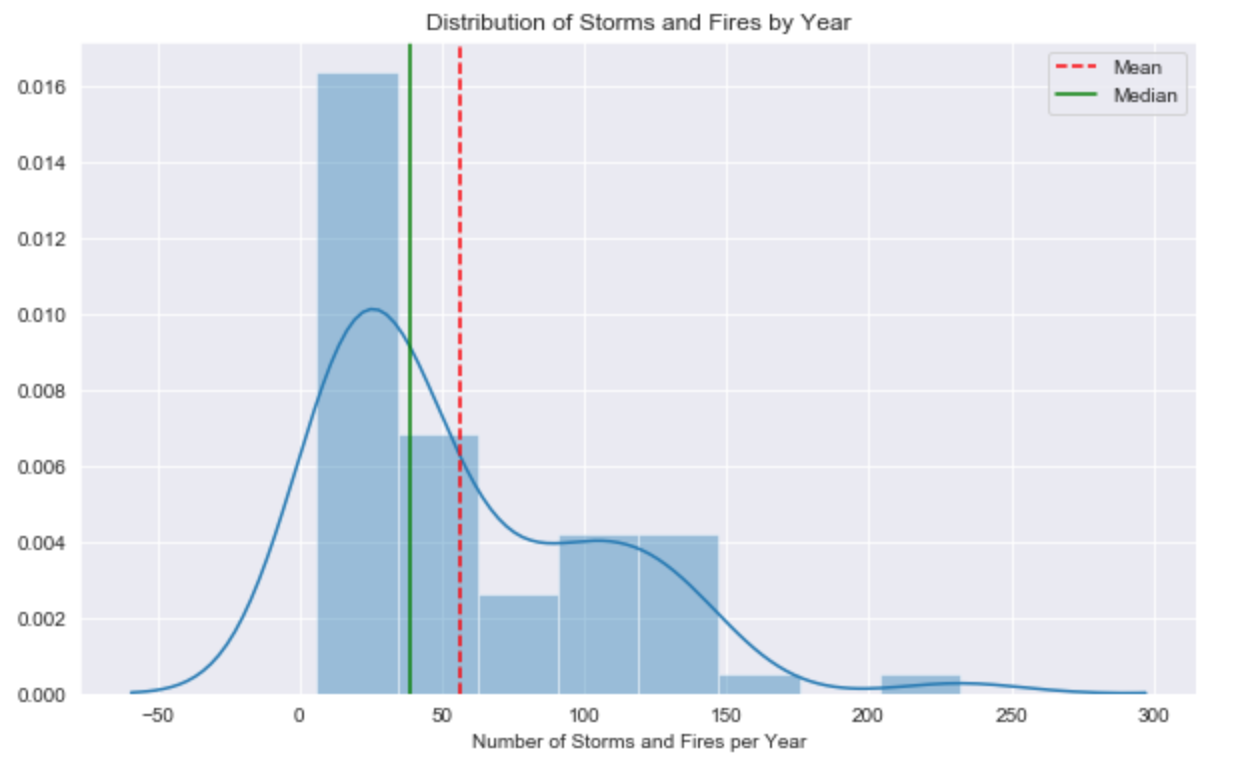 Distribution of Storms and Fires by Year
Mean
Median
0.016
0.014
0.012
0.010
0.008
0.006
0.004
0.002
0.000
−50 0 50 100 150 200 250 300
Number of Storms and Fires per Year